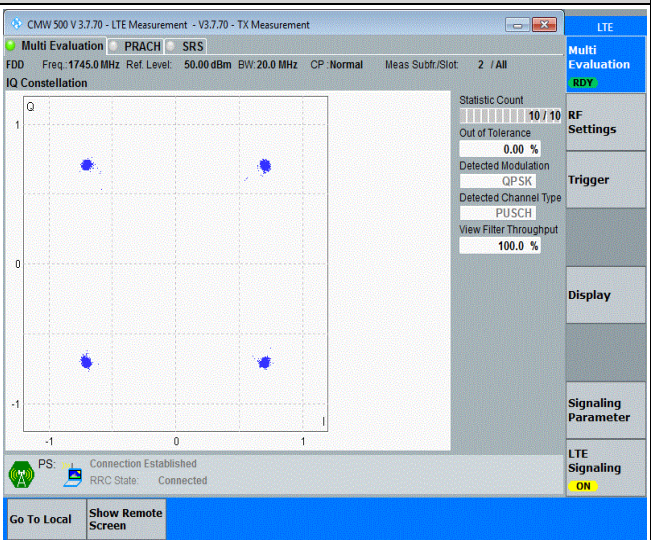 CMW 500 V 3.7.70 - LTE Measurement - V3.7.70 - TX Measurement
LTE
Multi Evaluation PRACH SRS
FDD Freq.:1745.0 MHz Ref. Level: 50.00 dBm BW:20.0 MHz CP :Normal Meas Subfr./Slot: 2 / All
IQ Constellation
Q
1
0
-1
-1 0 1
I
Statistic Count
10 / 10
Out of Tolerance
0.00 %
Detected Modulation
QPSK
Detected Channel Type
PUSCH
View Filter Throughput
100.0 %
Multi
Evaluation
RDY
RF
Settings
Trigger
Display
Signaling
Parameter
LTE
Signaling
ON
PS: Connection Established
RRC State: Connected
Go To Local
Show Remote
Screen